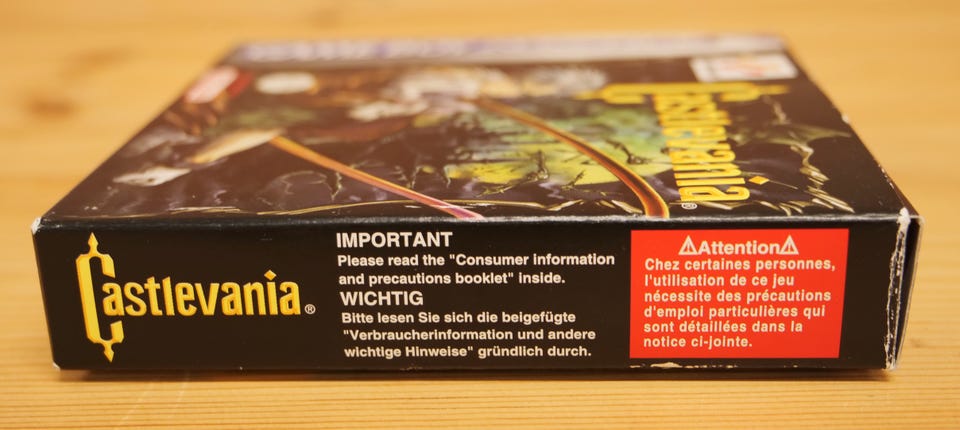 Castlevania
Castlevania®
IMPORTANT
Please read the "Consumer information
and precautions booklet" inside.
WICHTIG
Bitte lesen Sie sich die beigefügte
"Verbraucherinformation und andere
wichtige Hinweise" gründlich durch.
⚠Attention⚠
Chez certaines personnes,
l'utilisation de ce jeu
nécessite des précautions
d'emploi particulières qui
sont détaillées dans la
notice ci-jointe.